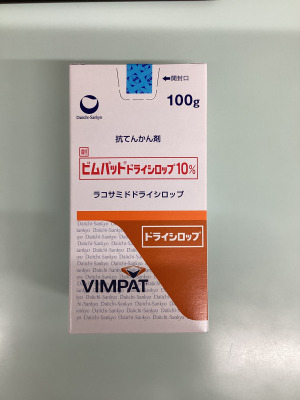 ←開封口
Daiichi-Sankyo
100g
抗てんかん剤
ビムパット®ドライシロップ10%
ラコサミドドライシロップ
ドライシロップ
VIMPAT